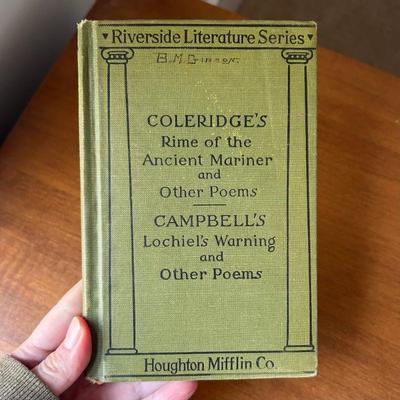 Riverside Literature Series
B.M. Gibson.
COLERIDGE'S
Rime of the
Ancient Mariner
and
Other Poems
CAMPBELL'S
Lochiel's Warning
and
Other Poems
Houghton Mifflin Co.